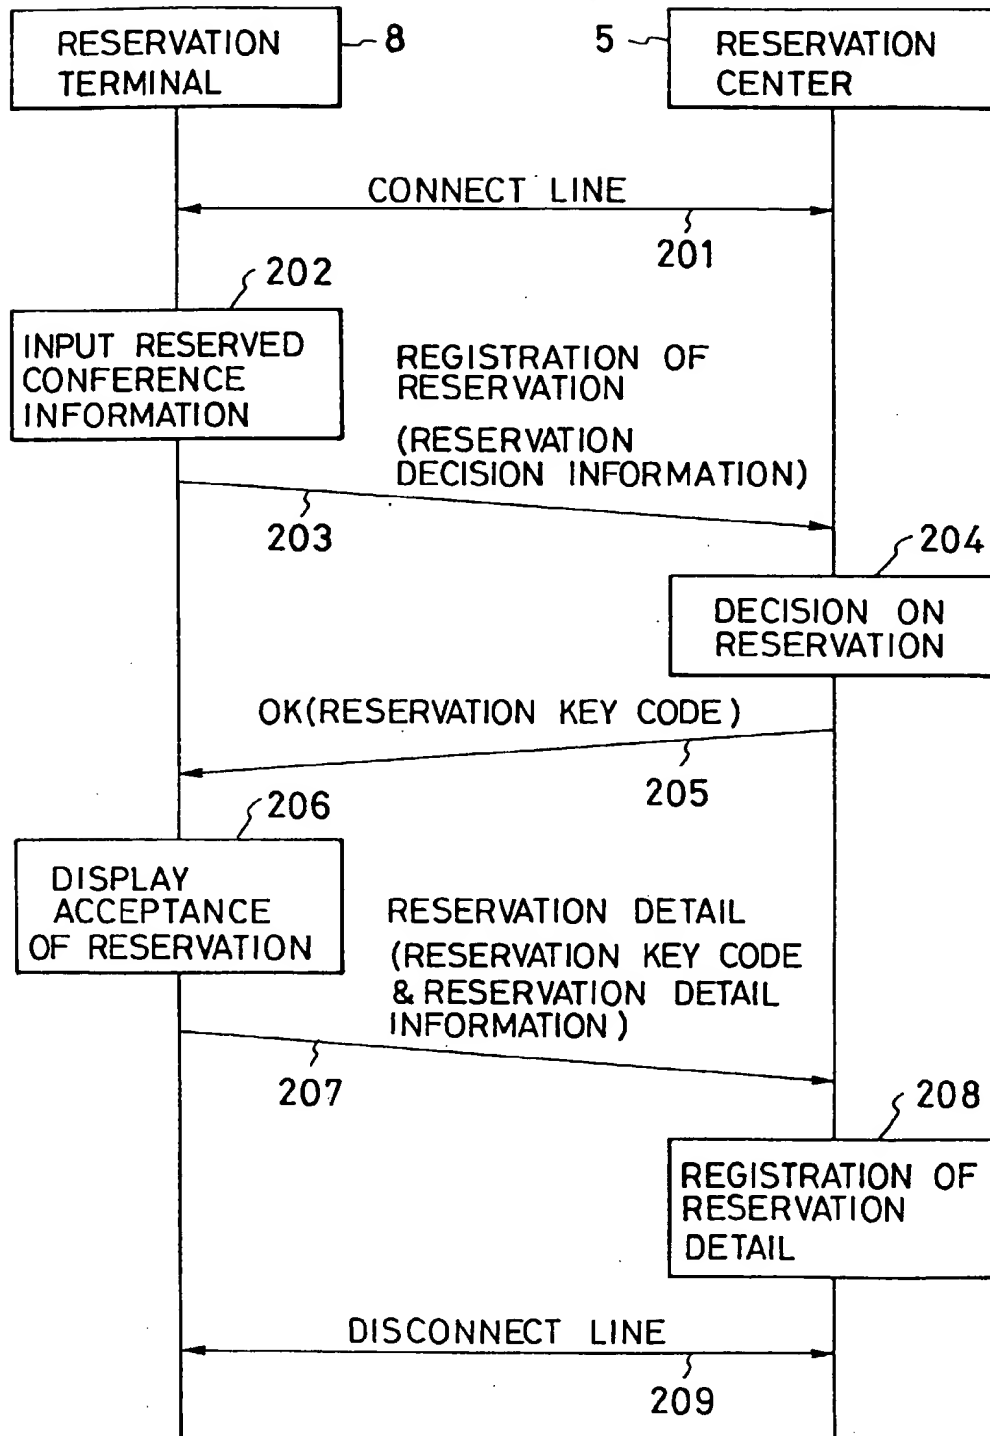 RESERVATION
TERMINAL
8
5
RESERVATION
CENTER
CONNECT LINE
201
202
INPUT RESERVED
CONFERENCE
INFORMATION
REGISTRATION OF
RESERVATION
(RESERVATION
DECISION INFORMATION)
203
204
DECISION ON
RESERVATION
OK(RESERVATION KEY CODE)
205
206
DISPLAY
ACCEPTANCE
OF RESERVATION
RESERVATION DETAIL
(RESERVATION KEY CODE
& RESERVATION DETAIL
INFORMATION)
207
208
REGISTRATION OF
RESERVATION
DETAIL
DISCONNECT LINE
209